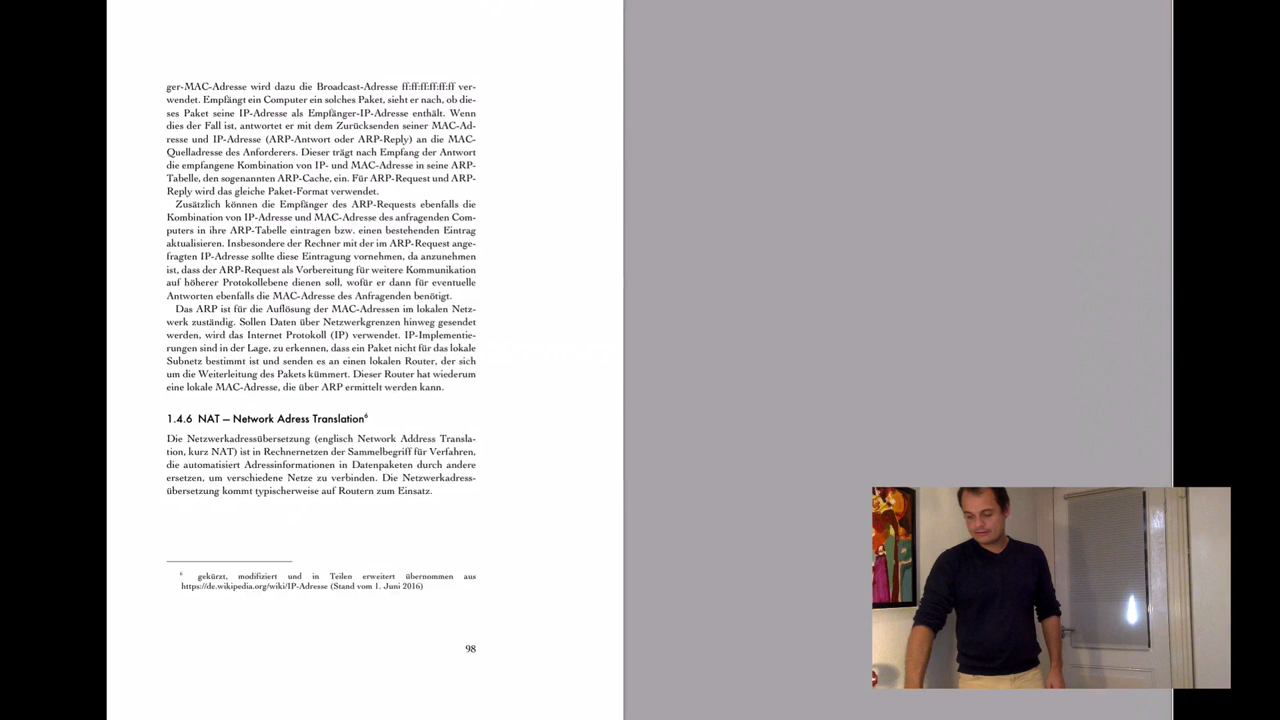 ger-MAC-Adresse wird dazu die Broadcast-Adresse ff:ff:ff:ff:ff:ff ver-
wendet. Empfängt ein Computer ein solches Paket, sieht er nach, ob die-
ses Paket seine IP-Adresse als Empfänger-IP-Adresse enthält. Wenn
dies der Fall ist, antwortet er mit dem Zurücksenden seiner MAC-Ad-
resse und IP-Adresse (ARP-Antwort oder ARP-Reply) an die MAC-
Quelladresse des Anforderers. Dieser trägt nach Empfang der Antwort
die empfangene Kombination von IP- und MAC-Adresse in seine ARP-
Tabelle, den sogenannten ARP-Cache, ein. Für ARP-Request und ARP-
Reply wird das gleiche Paket-Format verwendet.
Zusätzlich können die Empfänger des ARP-Requests ebenfalls die
Kombination von IP-Adresse und MAC-Adresse des anfragenden Com-
puters in ihre ARP-Tabelle eintragen bzw. einen bestehenden Eintrag
aktualisieren. Insbesondere der Rechner mit der im ARP-Request ange-
fragten IP-Adresse sollte diese Eintragung vornehmen, da anzunehmen
ist, dass der ARP-Request als Vorbereitung für weitere Kommunikation
auf höherer Protokollebene dienen soll, wofür er dann für eventuelle
Antworten ebenfalls die MAC-Adresse des Anfragenden benötigt.
Das ARP ist für die Auflösung der MAC-Adressen im lokalen Netz-
werk zuständig. Sollen Daten über Netzwerkgrenzen hinweg gesendet
werden, wird das Internet Protokoll (IP) verwendet. IP-Implementie-
rungen sind in der Lage, zu erkennen, dass ein Paket nicht für das lokale
Subnetz bestimmt ist und senden es an einen lokalen Router, der sich
um die Weiterleitung des Pakets kümmert. Dieser Router hat wiederum
eine lokale MAC-Adresse, die über ARP ermittelt werden kann.
1.4.6 NAT – Network Adress Translation⁶
Die Netzwerkadressübersetzung (englisch Network Address Transla-
tion, kurz NAT) ist in Rechnernetzen der Sammelbegriff für Verfahren,
die automatisiert Adressinformationen in Datenpaketen durch andere
ersetzen, um verschiedene Netze zu verbinden. Die Netzwerkadress-
übersetzung kommt typischerweise auf Routern zum Einsatz.
⁶ gekürzt, modifiziert und in Teilen erweitert übernommen aus
https://de.wikipedia.org/wiki/IP-Adresse (Stand vom 1. Juni 2016)
98